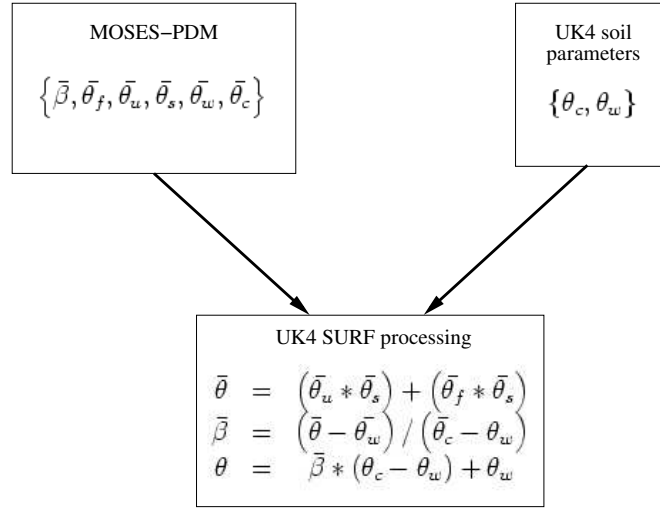 MOSES−PDM
{β̄, θ̄_f, θ̄_u, θ̄_s, θ̄_w, θ̄_c}
UK4 soil
parameters
{θ_c, θ_w}
UK4 SURF processing
θ̄ = (θ̄_u * θ̄_s) + (θ̄_f * θ̄_s)
β̄ = (θ̄ − θ̄_w) / (θ̄_c − θ_w)
θ = β̄ * (θ_c − θ_w) + θ_w